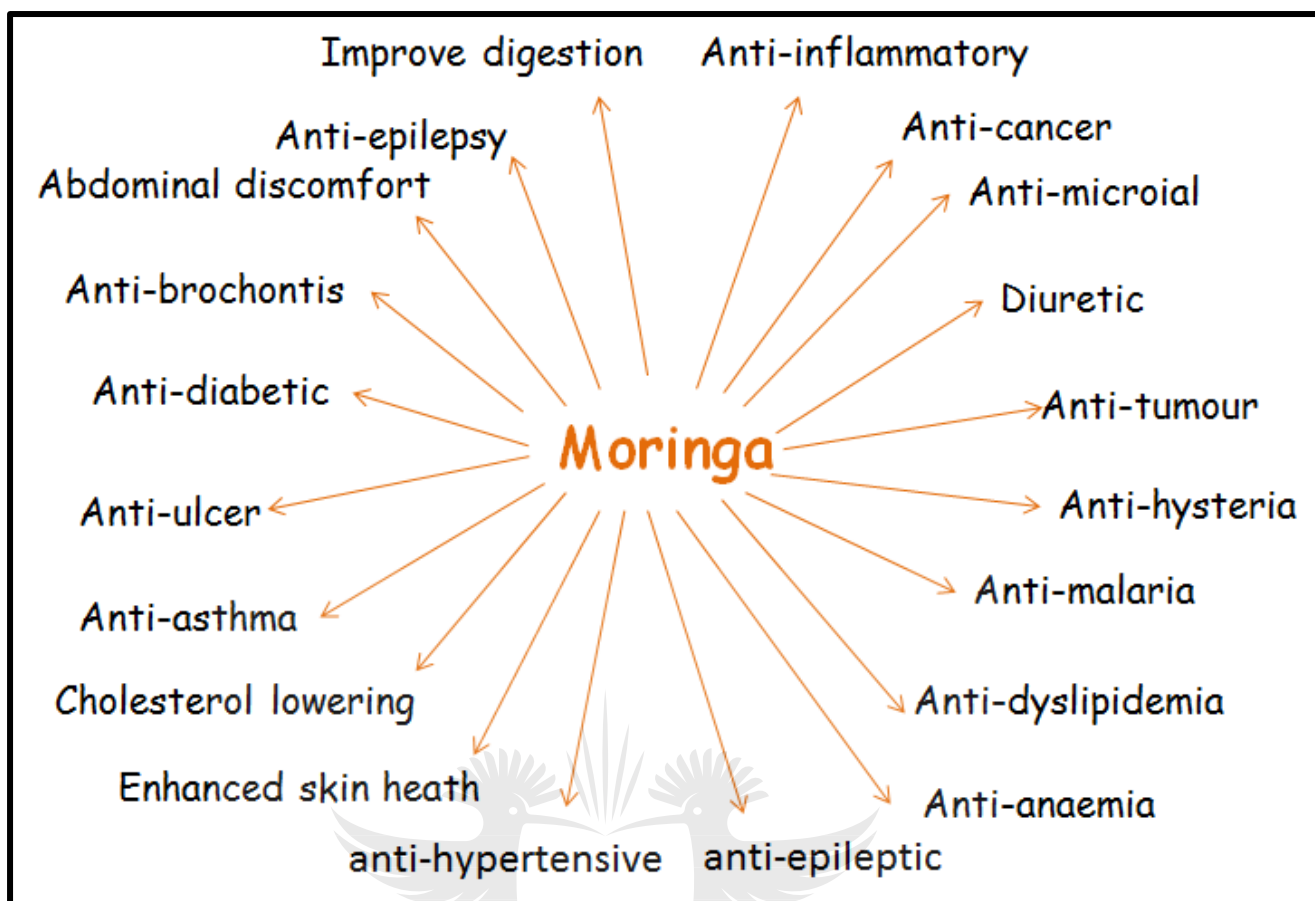 Improve digestion
Anti-inflammatory
Anti-epilepsy
Anti-cancer
Abdominal discomfort
Anti-microial
Anti-brochontis
Diuretic
Anti-diabetic
Anti-tumour
Moringa
Anti-ulcer
Anti-hysteria
Anti-asthma
Anti-malaria
Cholesterol lowering
Anti-dyslipidemia
Enhanced skin heath
Anti-anaemia
anti-hypertensive
anti-epileptic